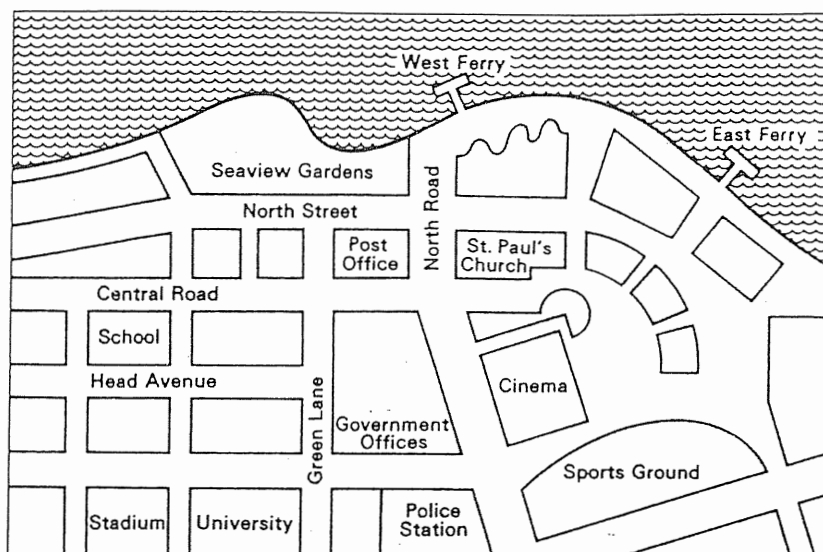 West Ferry
East Ferry
Seaview Gardens
North Street
North Road
Post
Office
St. Paul's
Church
Central Road
School
Head Avenue
Green Lane
Cinema
Government
Offices
Sports Ground
Stadium
University
Police
Station